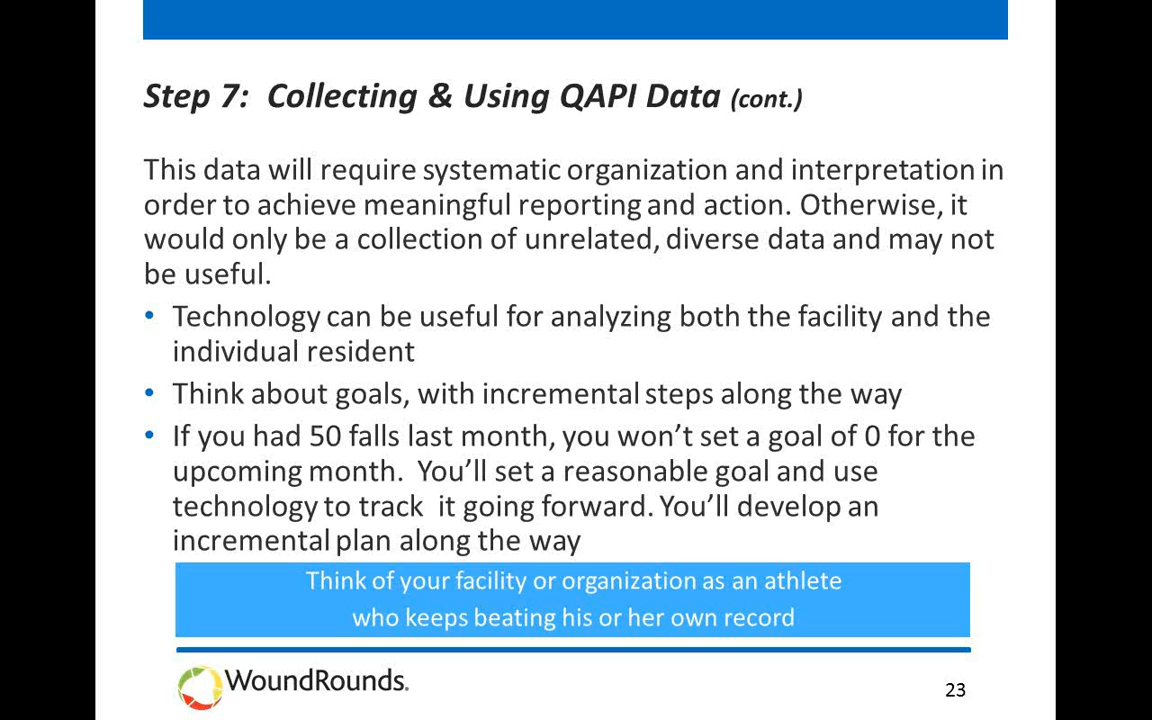 Step 7:  Collecting & Using QAPI Data (cont.)
This data will require systematic organization and interpretation in
order to achieve meaningful reporting and action. Otherwise, it
would only be a collection of unrelated, diverse data and may not
be useful.
• Technology can be useful for analyzing both the facility and the
individual resident
• Think about goals, with incremental steps along the way
• If you had 50 falls last month, you won’t set a goal of 0 for the
upcoming month.  You’ll set a reasonable goal and use
technology to track  it going forward. You’ll develop an
incremental plan along the way
Think of your facility or organization as an athlete
who keeps beating his or her own record
WoundRounds.
23